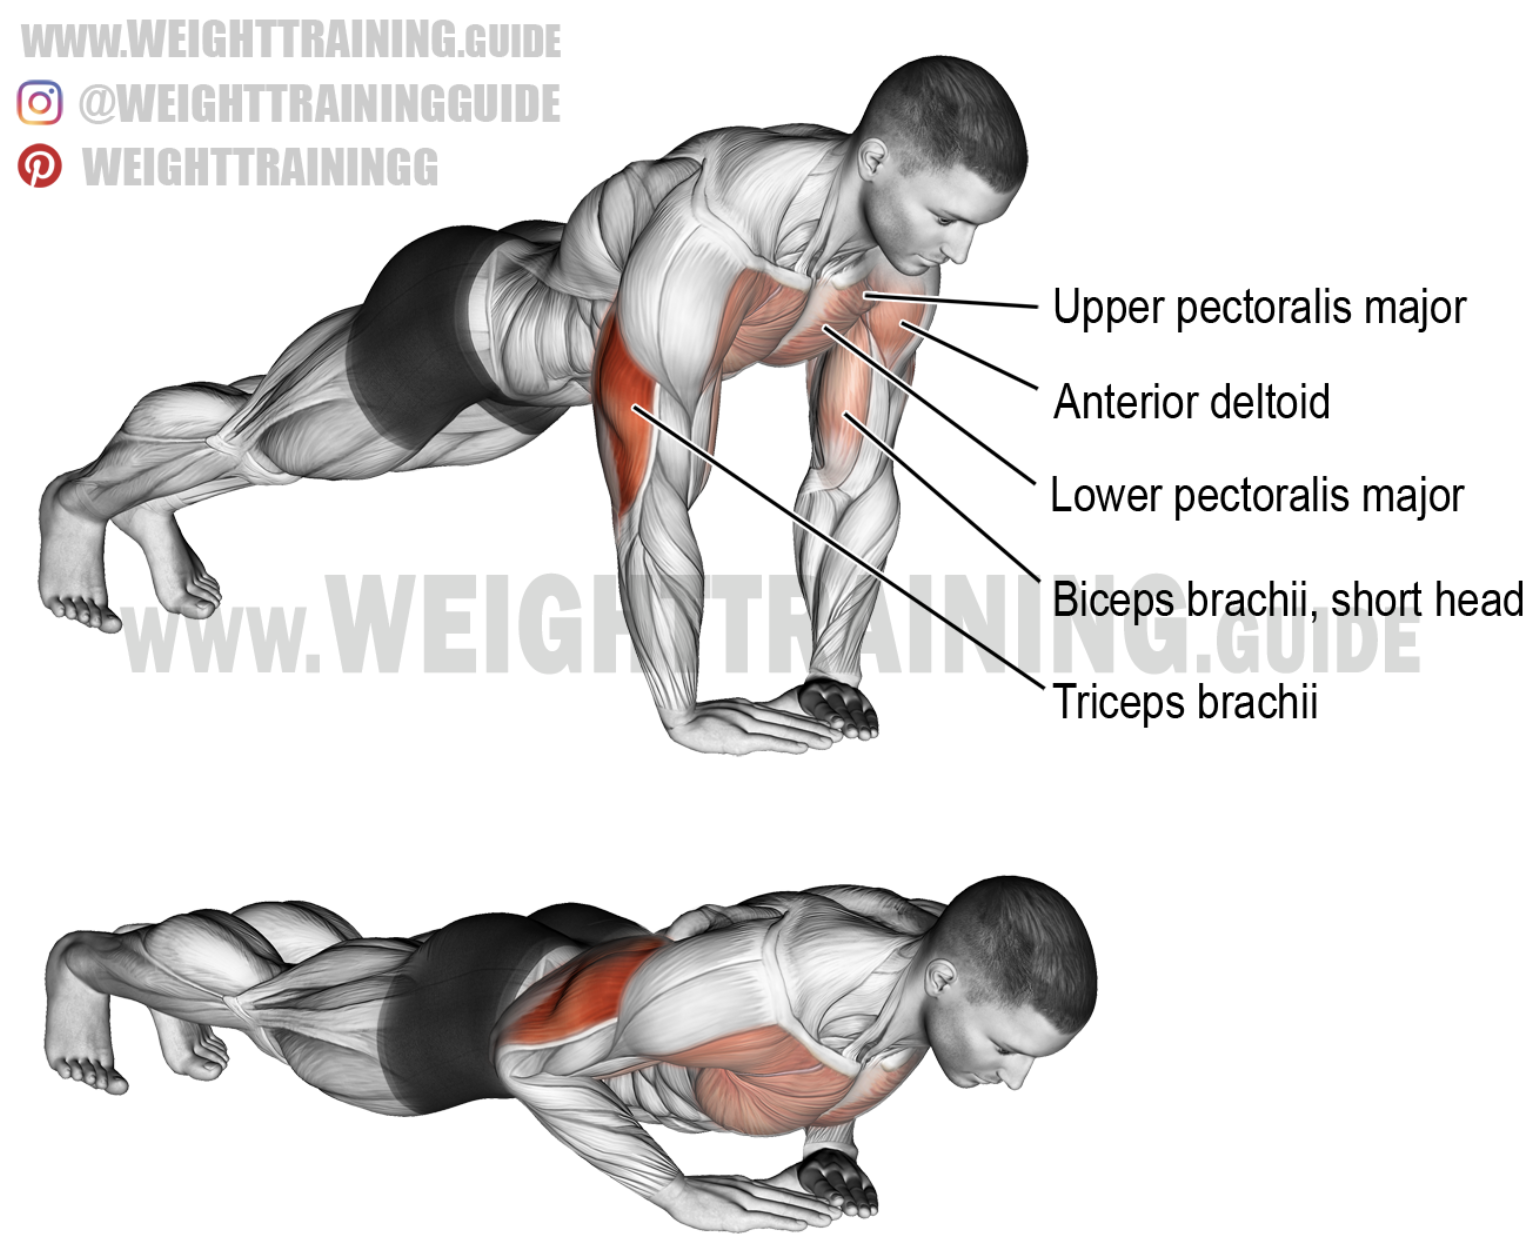 WWW.WEIGHTTRAINING.GUIDE
@WEIGHTTRAININGGUIDE
WEIGHTTRAININGG
Upper pectoralis major
Anterior deltoid
Lower pectoralis major
Biceps brachii, short head
WWW.WEIGHTTRAINING.GUIDE
Triceps brachii